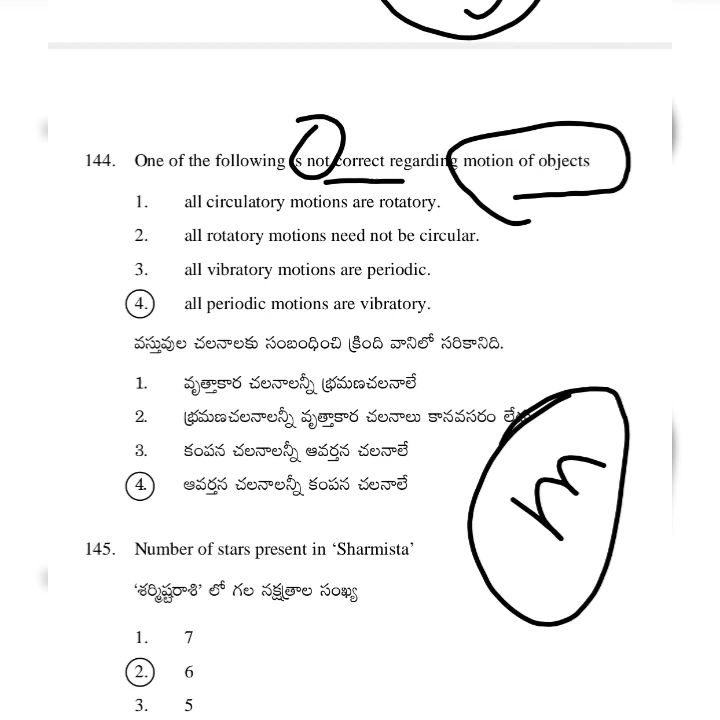 144. One of the following is not correct regarding motion of objects
1. all circulatory motions are rotatory.
2. all rotatory motions need not be circular.
3. all vibratory motions are periodic.
4. all periodic motions are vibratory.
వస్తువుల చలనాలకు సంబంధించి క్రింది వానిలో సరికానిది.
1. వృత్తాకార చలనాలన్నీ భ్రమణచలనాలే
2. భ్రమణచలనాలన్నీ వృత్తాకార చలనాలు కానవసరం లేదు
3. కంపన చలనాలన్నీ ఆవర్తన చలనాలే
4. ఆవర్తన చలనాలన్నీ కంపన చలనాలే
m
145. Number of stars present in ‘Sharmista’
‘శర్మిష్టరాశి’ లో గల నక్షత్రాల సంఖ్య
1. 7
2. 6
3. 5